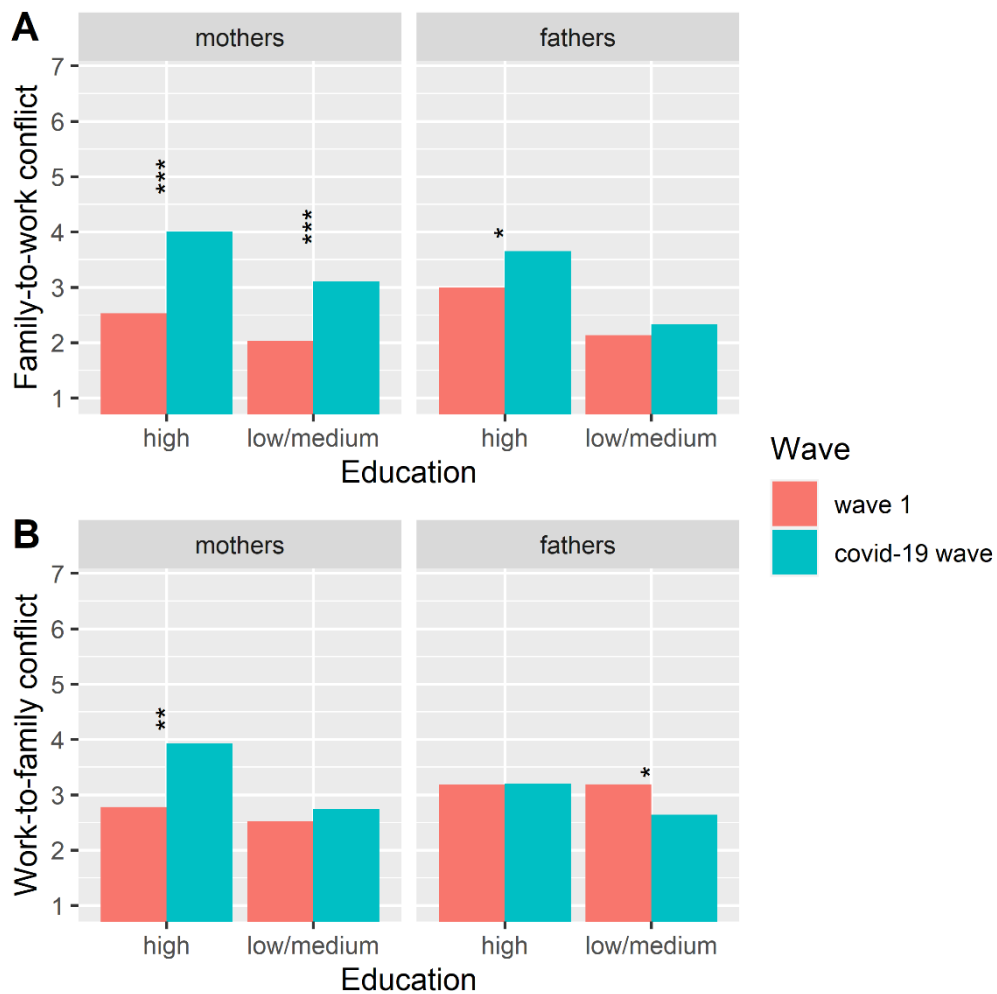 A
mothers
fathers
Family-to-work conflict
7
6
5
4
3
2
1
***
***
*
high
low/medium
high
low/medium
Education
Wave
wave 1
covid-19 wave
B
mothers
fathers
Work-to-family conflict
7
6
5
4
3
2
1
**
*
high
low/medium
high
low/medium
Education